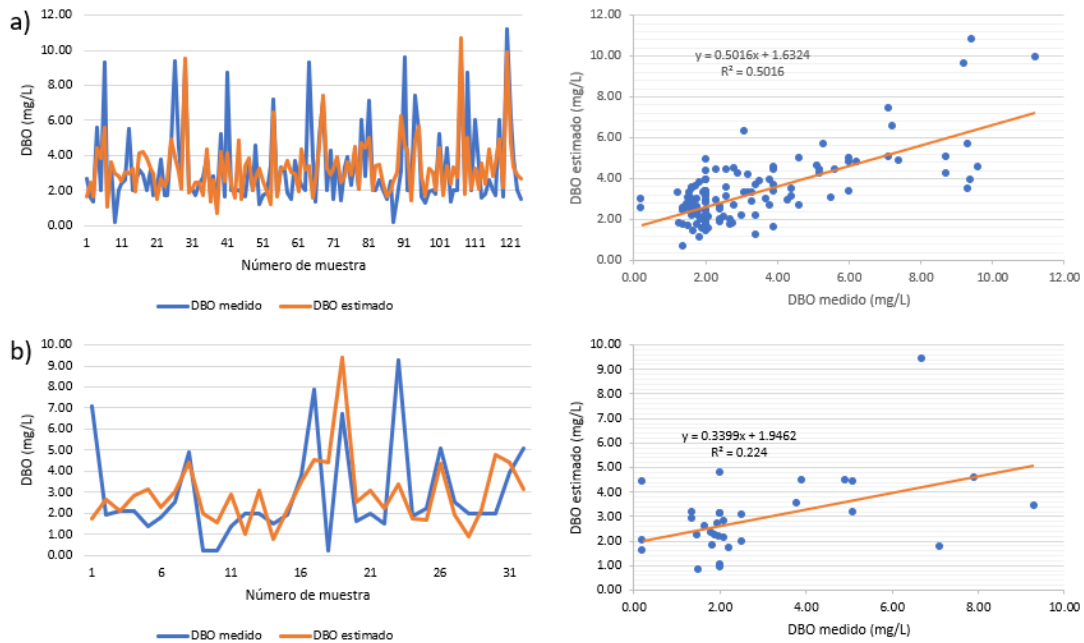 a)
DBO (mg/L)
12.00
10.00
8.00
6.00
4.00
2.00
0.00
1 11 21 31 41 51 61 71 81 91 101 111 121
Número de muestra
DBO medido DBO estimado
DBO estimado (mg/L)
12.00
10.00
8.00
6.00
4.00
2.00
0.00
y = 0.5016x + 1.6324
R² = 0.5016
0.00 2.00 4.00 6.00 8.00 10.00 12.00
DBO medido (mg/L)
b)
DBO (mg/L)
10.00
9.00
8.00
7.00
6.00
5.00
4.00
3.00
2.00
1.00
0.00
1 6 11 16 21 26 31
Número de muestra
DBO medido DBO estimado
DBO estimado (mg/L)
10.00
9.00
8.00
7.00
6.00
5.00
4.00
3.00
2.00
1.00
0.00
y = 0.3399x + 1.9462
R² = 0.224
0.00 2.00 4.00 6.00 8.00 10.00
DBO medido (mg/L)